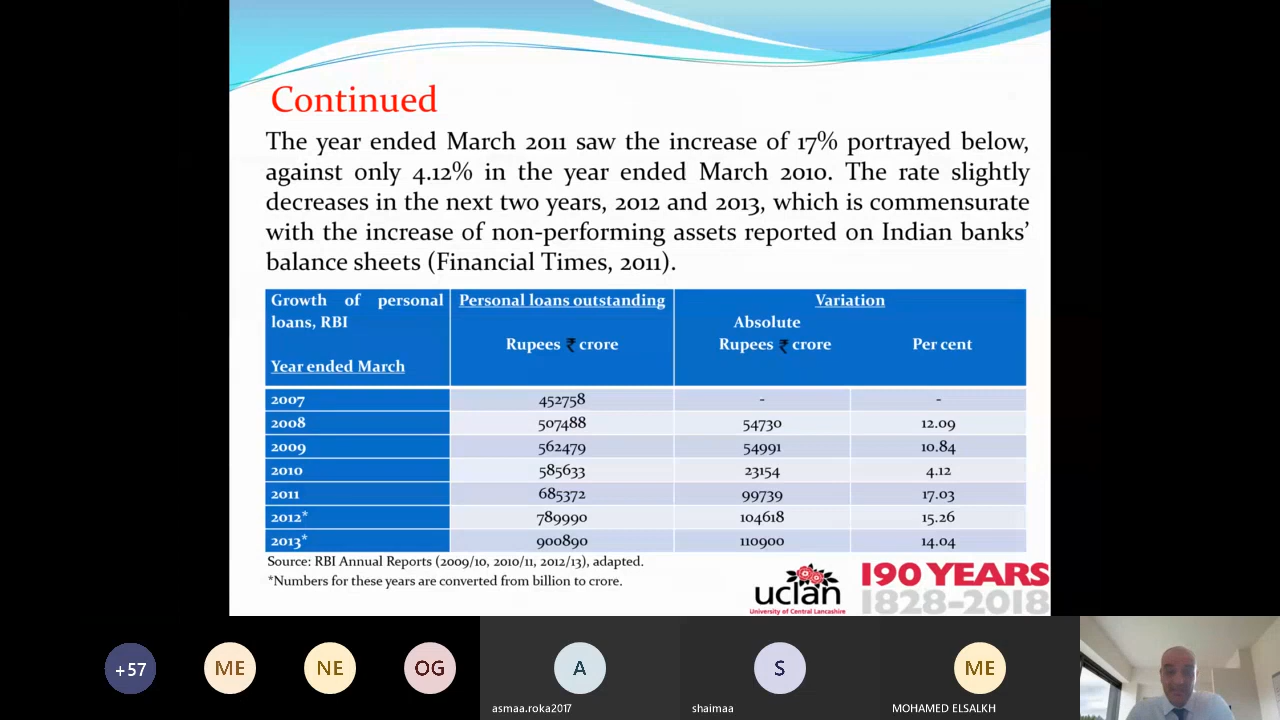 Continued
The year ended March 2011 saw the increase of 17% portrayed below,
against only 4.12% in the year ended March 2010. The rate slightly
decreases in the next two years, 2012 and 2013, which is commensurate
with the increase of non-performing assets reported on Indian banks'
balance sheets (Financial Times, 2011).
Growth of personal loans, RBI Personal loans outstanding Variation
Absolute
Rupees ₹ crore Rupees ₹ crore Per cent
Year ended March
2007 452758 - -
2008 507488 54730 12.09
2009 562479 54991 10.84
2010 585633 23154 4.12
2011 685372 99739 17.03
2012* 789990 104618 15.26
2013* 900890 110900 14.04
Source: RBI Annual Reports (2009/10, 2010/11, 2012/13), adapted.
*Numbers for these years are converted from billion to crore.
uclan
University of Central Lancashire
190 YEARS
1828-2018
+57 ME NE OG A S ME
asmaa.roka2017 shaimaa MOHAMED ELSALKH